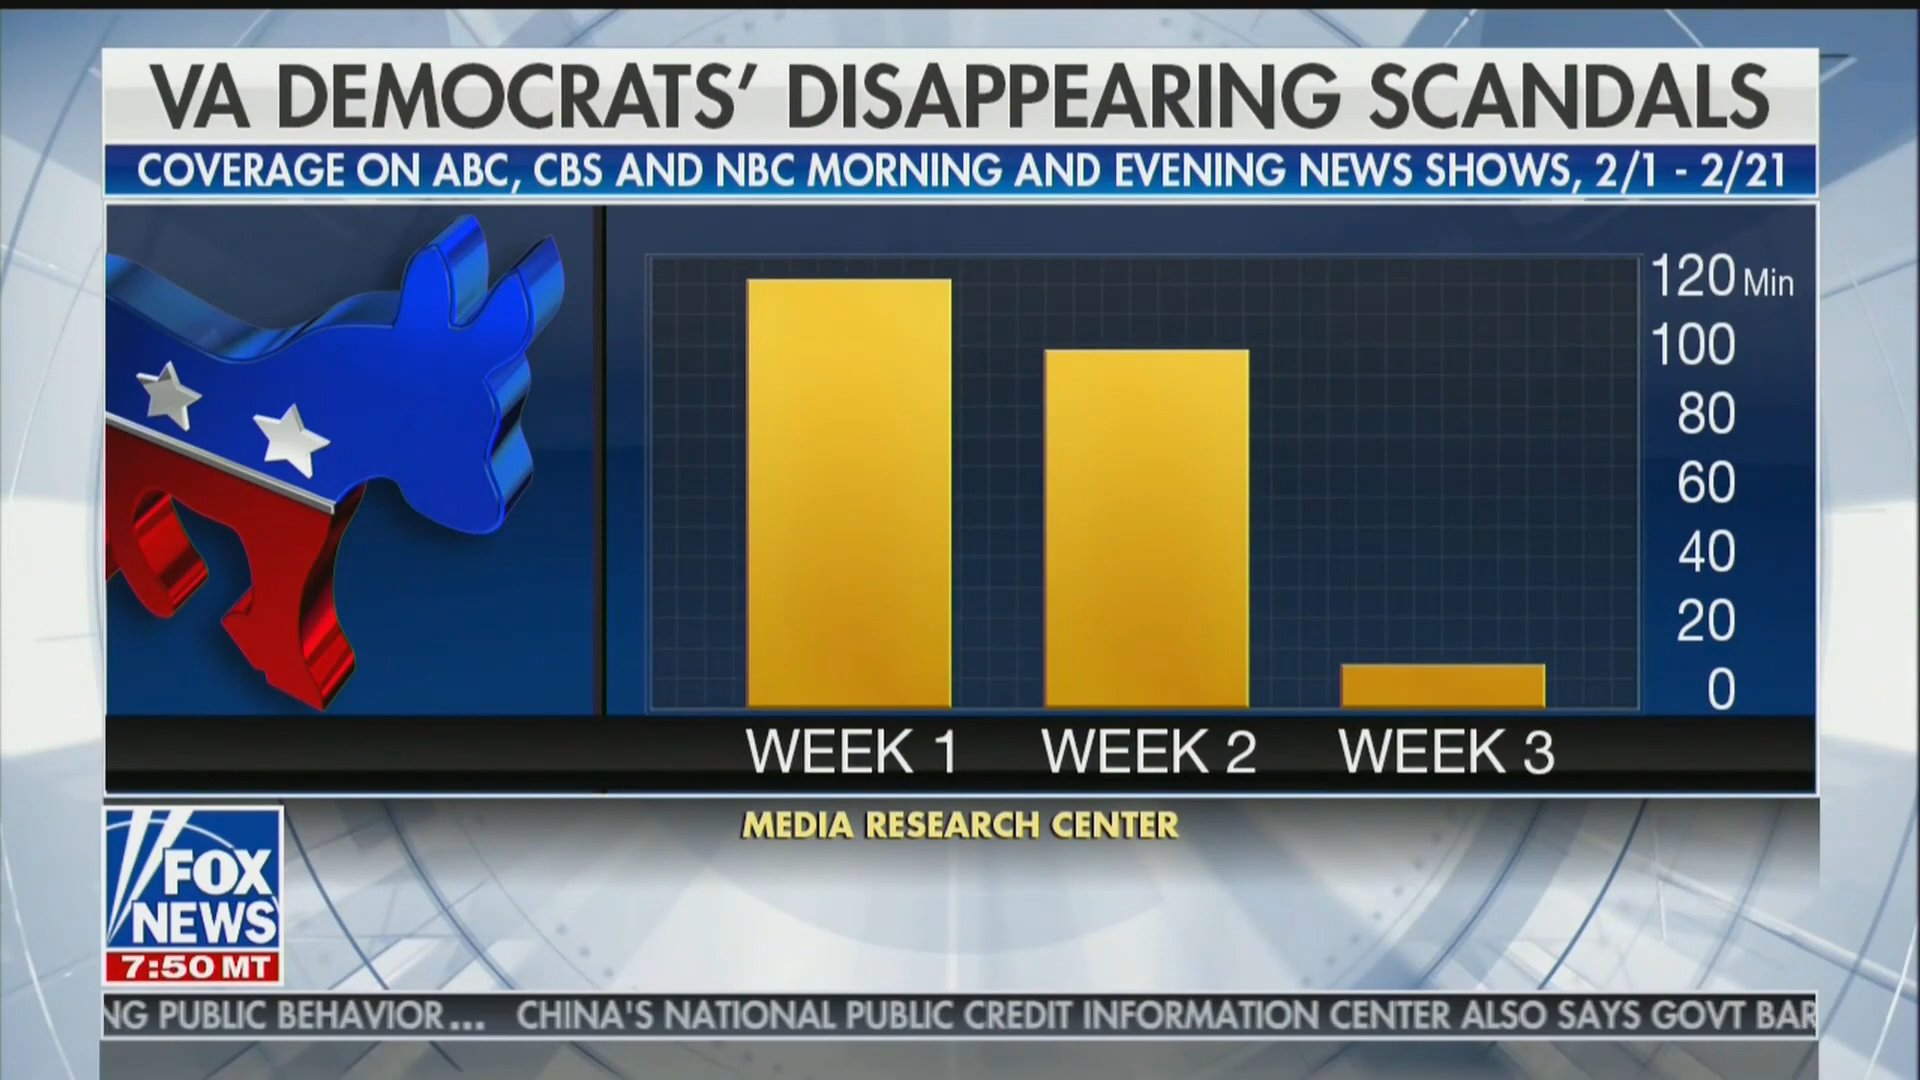 VA DEMOCRATS' DISAPPEARING SCANDALS
COVERAGE ON ABC, CBS AND NBC MORNING AND EVENING NEWS SHOWS, 2/1 - 2/21
120 Min
100
80
60
40
20
0
WEEK 1 WEEK 2 WEEK 3
MEDIA RESEARCH CENTER
FOX
NEWS
7:50 MT
NG PUBLIC BEHAVIOR... CHINA'S NATIONAL PUBLIC CREDIT INFORMATION CENTER ALSO SAYS GOVT BAR